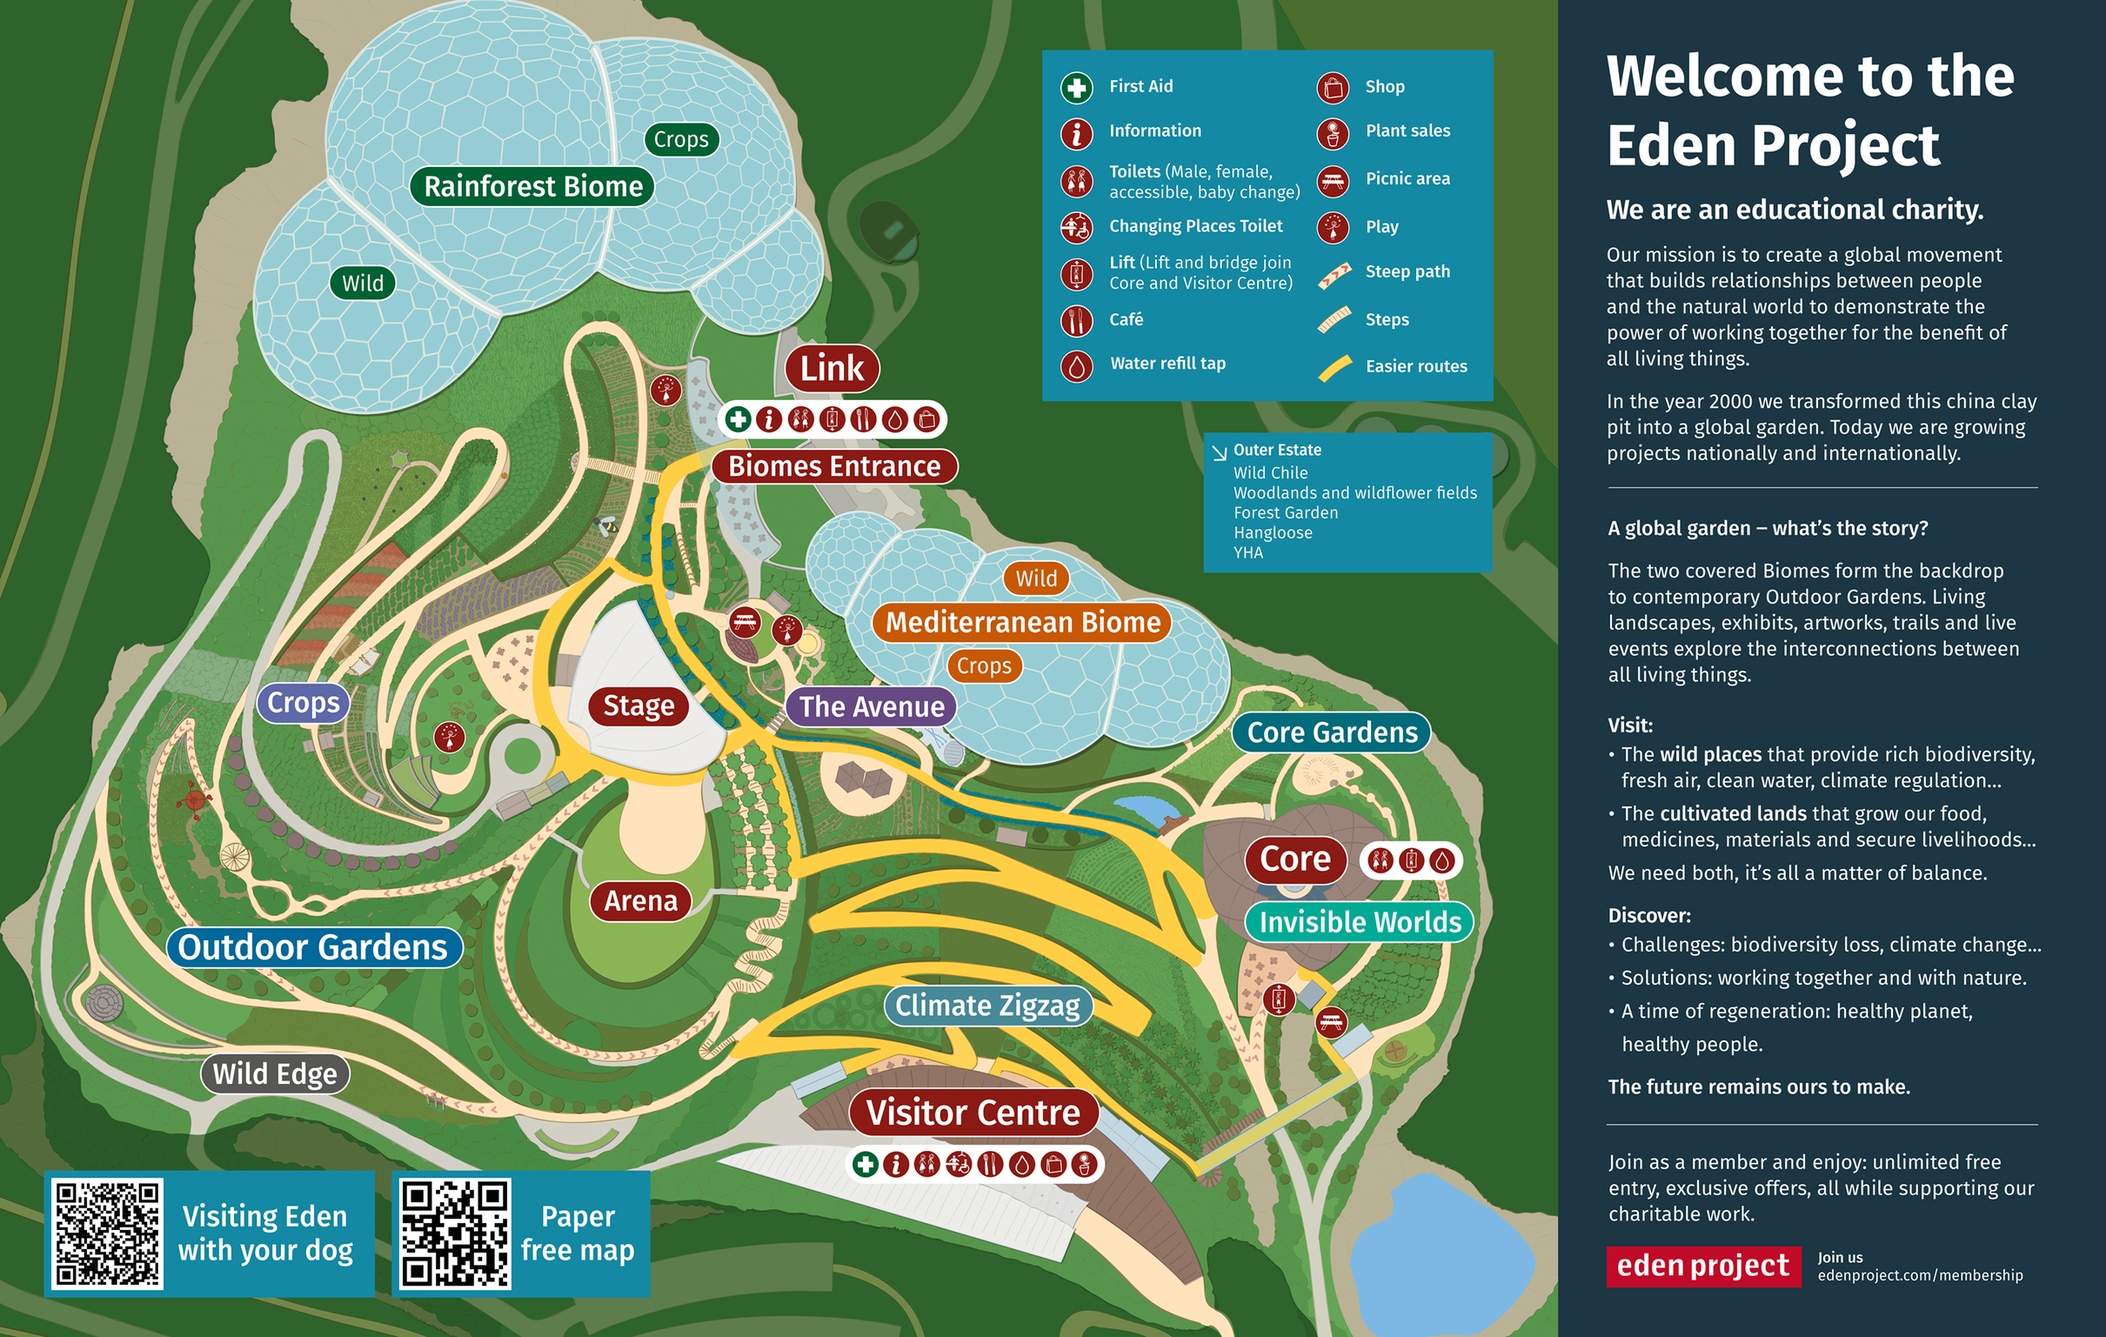 Rainforest Biome
Crops
Wild
Link
Biomes Entrance
Wild
Mediterranean Biome
Crops
Crops
Stage
The Avenue
Core Gardens
Core
Invisible Worlds
Arena
Outdoor Gardens
Climate Zigzag
Wild Edge
Visitor Centre
Visiting Eden
with your dog
Paper
free map
First Aid
Information
Toilets (Male, female,
accessible, baby change)
Changing Places Toilet
Lift (Lift and bridge join
Core and Visitor Centre)
Café
Water refill tap
Shop
Plant sales
Picnic area
Play
Steep path
Steps
Easier routes
Outer Estate
Wild Chile
Woodlands and wildflower fields
Forest Garden
Hangloose
YHA
Welcome to the
Eden Project
We are an educational charity.
Our mission is to create a global movement
that builds relationships between people
and the natural world to demonstrate the
power of working together for the benefit of
all living things.
In the year 2000 we transformed this china clay
pit into a global garden. Today we are growing
projects nationally and internationally.
A global garden – what's the story?
The two covered Biomes form the backdrop
to contemporary Outdoor Gardens. Living
landscapes, exhibits, artworks, trails and live
events explore the interconnections between
all living things.
Visit:
• The wild places that provide rich biodiversity,
fresh air, clean water, climate regulation...
• The cultivated lands that grow our food,
medicines, materials and secure livelihoods...
We need both, it's all a matter of balance.
Discover:
• Challenges: biodiversity loss, climate change...
• Solutions: working together and with nature.
• A time of regeneration: healthy planet,
healthy people.
The future remains ours to make.
Join as a member and enjoy: unlimited free
entry, exclusive offers, all while supporting our
charitable work.
eden project
Join us
edenproject.com/membership